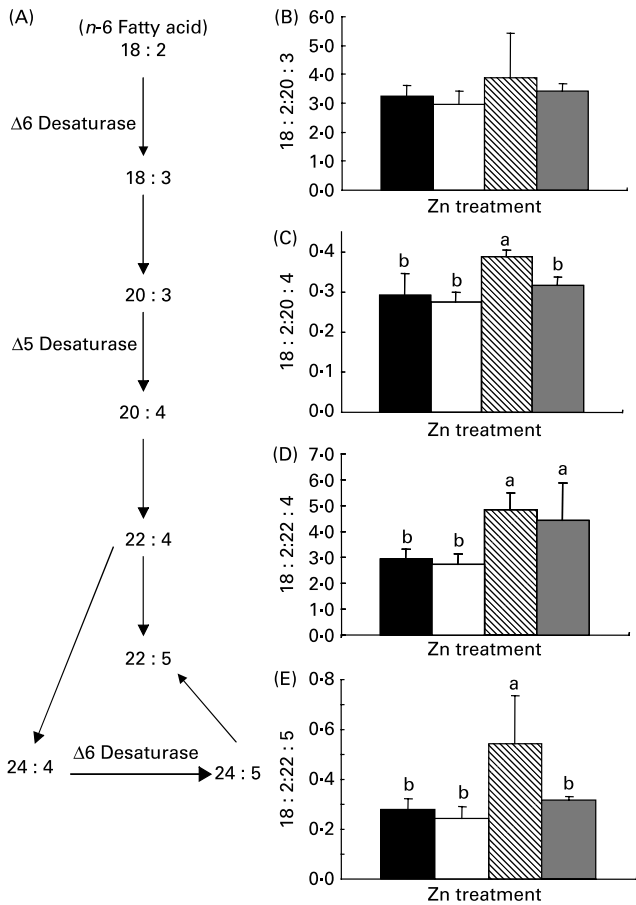 (A)
(n-6 Fatty acid)
18 : 2
Δ6 Desaturase
18 : 3
20 : 3
Δ5 Desaturase
20 : 4
22 : 4
22 : 5
24 : 4
Δ6 Desaturase
24 : 5
(B)
18 : 2:20 : 3
6·0
5·0
4·0
3·0
2·0
1·0
0·0
Zn treatment
(C)
18 : 2:20 : 4
0·4
0·3
0·2
0·1
0·0
b
b
a
b
Zn treatment
(D)
18 : 2:22 : 4
7·0
6·0
5·0
4·0
3·0
2·0
1·0
0·0
b
b
a
a
Zn treatment
(E)
18 : 2:22 : 5
0·8
0·6
0·4
0·2
0·0
b
b
a
b
Zn treatment